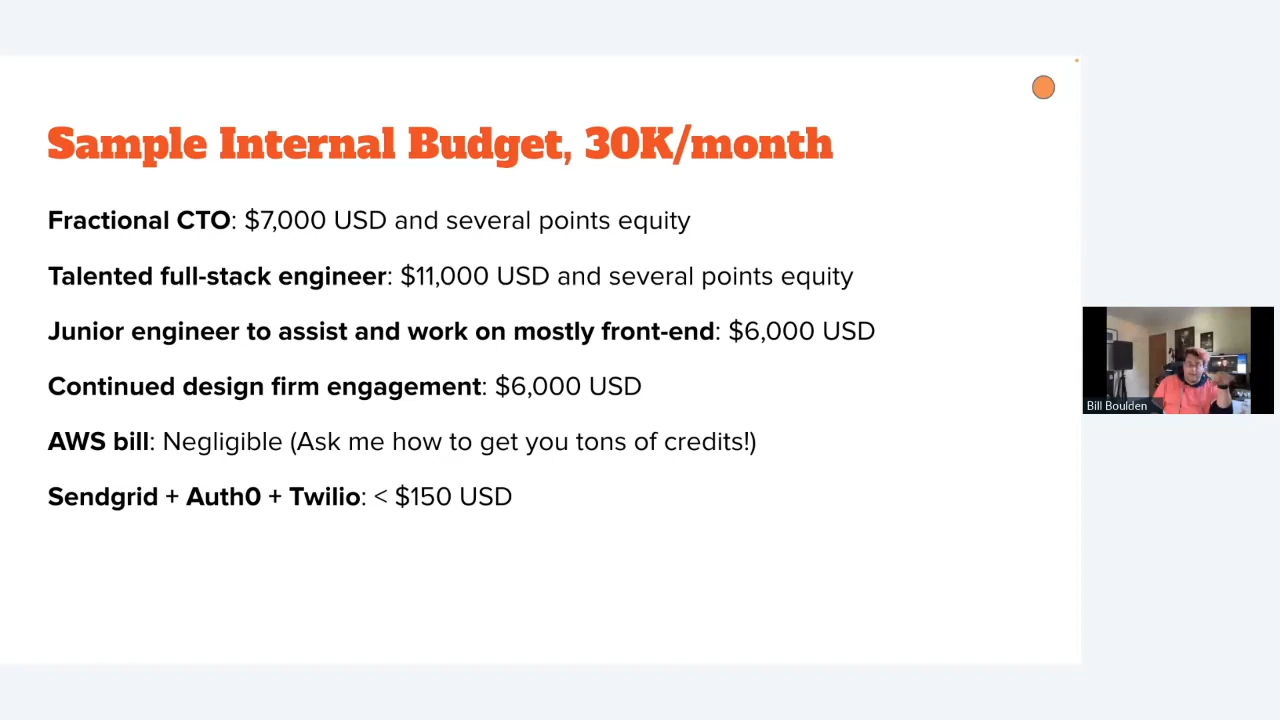 Sample Internal Budget, 30K/month
Fractional CTO: $7,000 USD and several points equity
Talented full-stack engineer: $11,000 USD and several points equity
Junior engineer to assist and work on mostly front-end: $6,000 USD
Continued design firm engagement: $6,000 USD
AWS bill: Negligible (Ask me how to get you tons of credits!)
Sendgrid + Auth0 + Twilio: < $150 USD
Bill Boulden